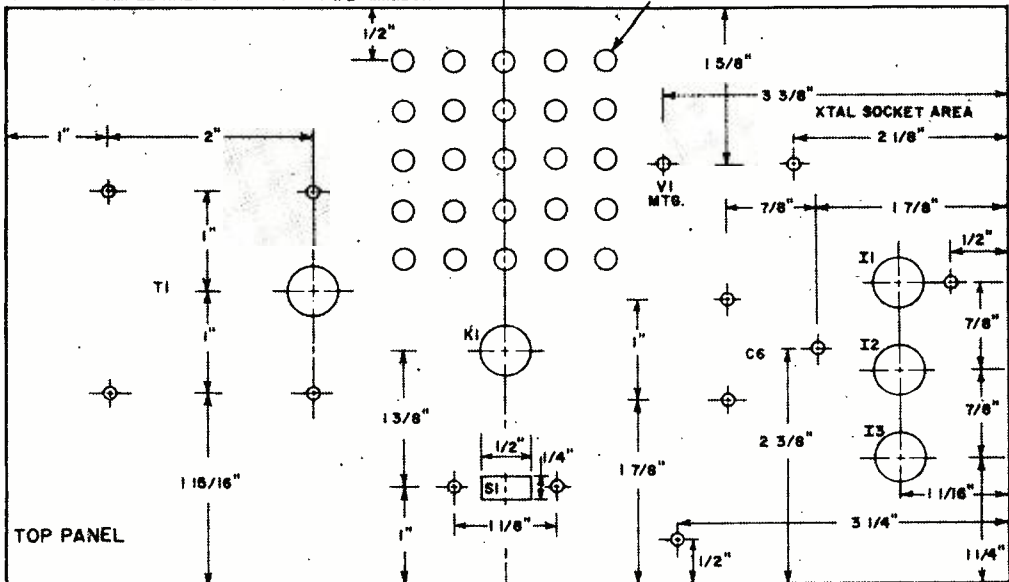 1/2"
1 5/8"
3 3/8"
XTAL SOCKET AREA
1"
2"
2 1/8"
V1
MTG.
7/8"
1 7/8"
1"
1/2"
I1
T1
7/8"
K1
1"
1"
C6
I2
1 3/8"
7/8"
2 3/8"
I3
1/2"
1/4"
1 7/8"
1 15/16"
S1
1 1/16"
1 1/8"
3 1/4"
TOP PANEL
1"
1/2"
1 1/4"